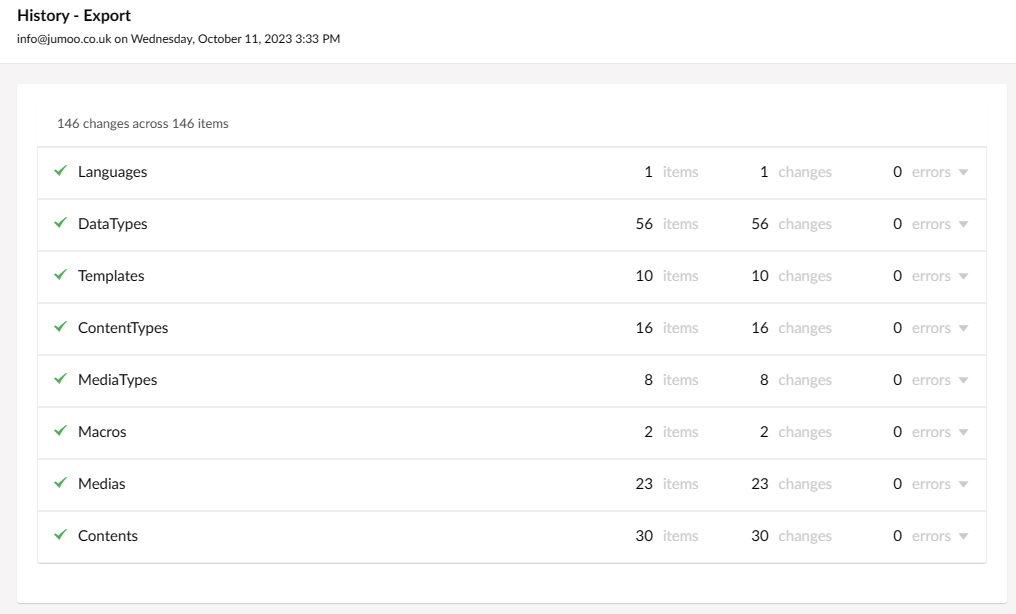 History - Export
info@jumoo.co.uk on Wednesday, October 11, 2023 3:33 PM
146 changes across 146 items
Languages 1 items 1 changes 0 errors
DataTypes 56 items 56 changes 0 errors
Templates 10 items 10 changes 0 errors
ContentTypes 16 items 16 changes 0 errors
MediaTypes 8 items 8 changes 0 errors
Macros 2 items 2 changes 0 errors
Medias 23 items 23 changes 0 errors
Contents 30 items 30 changes 0 errors